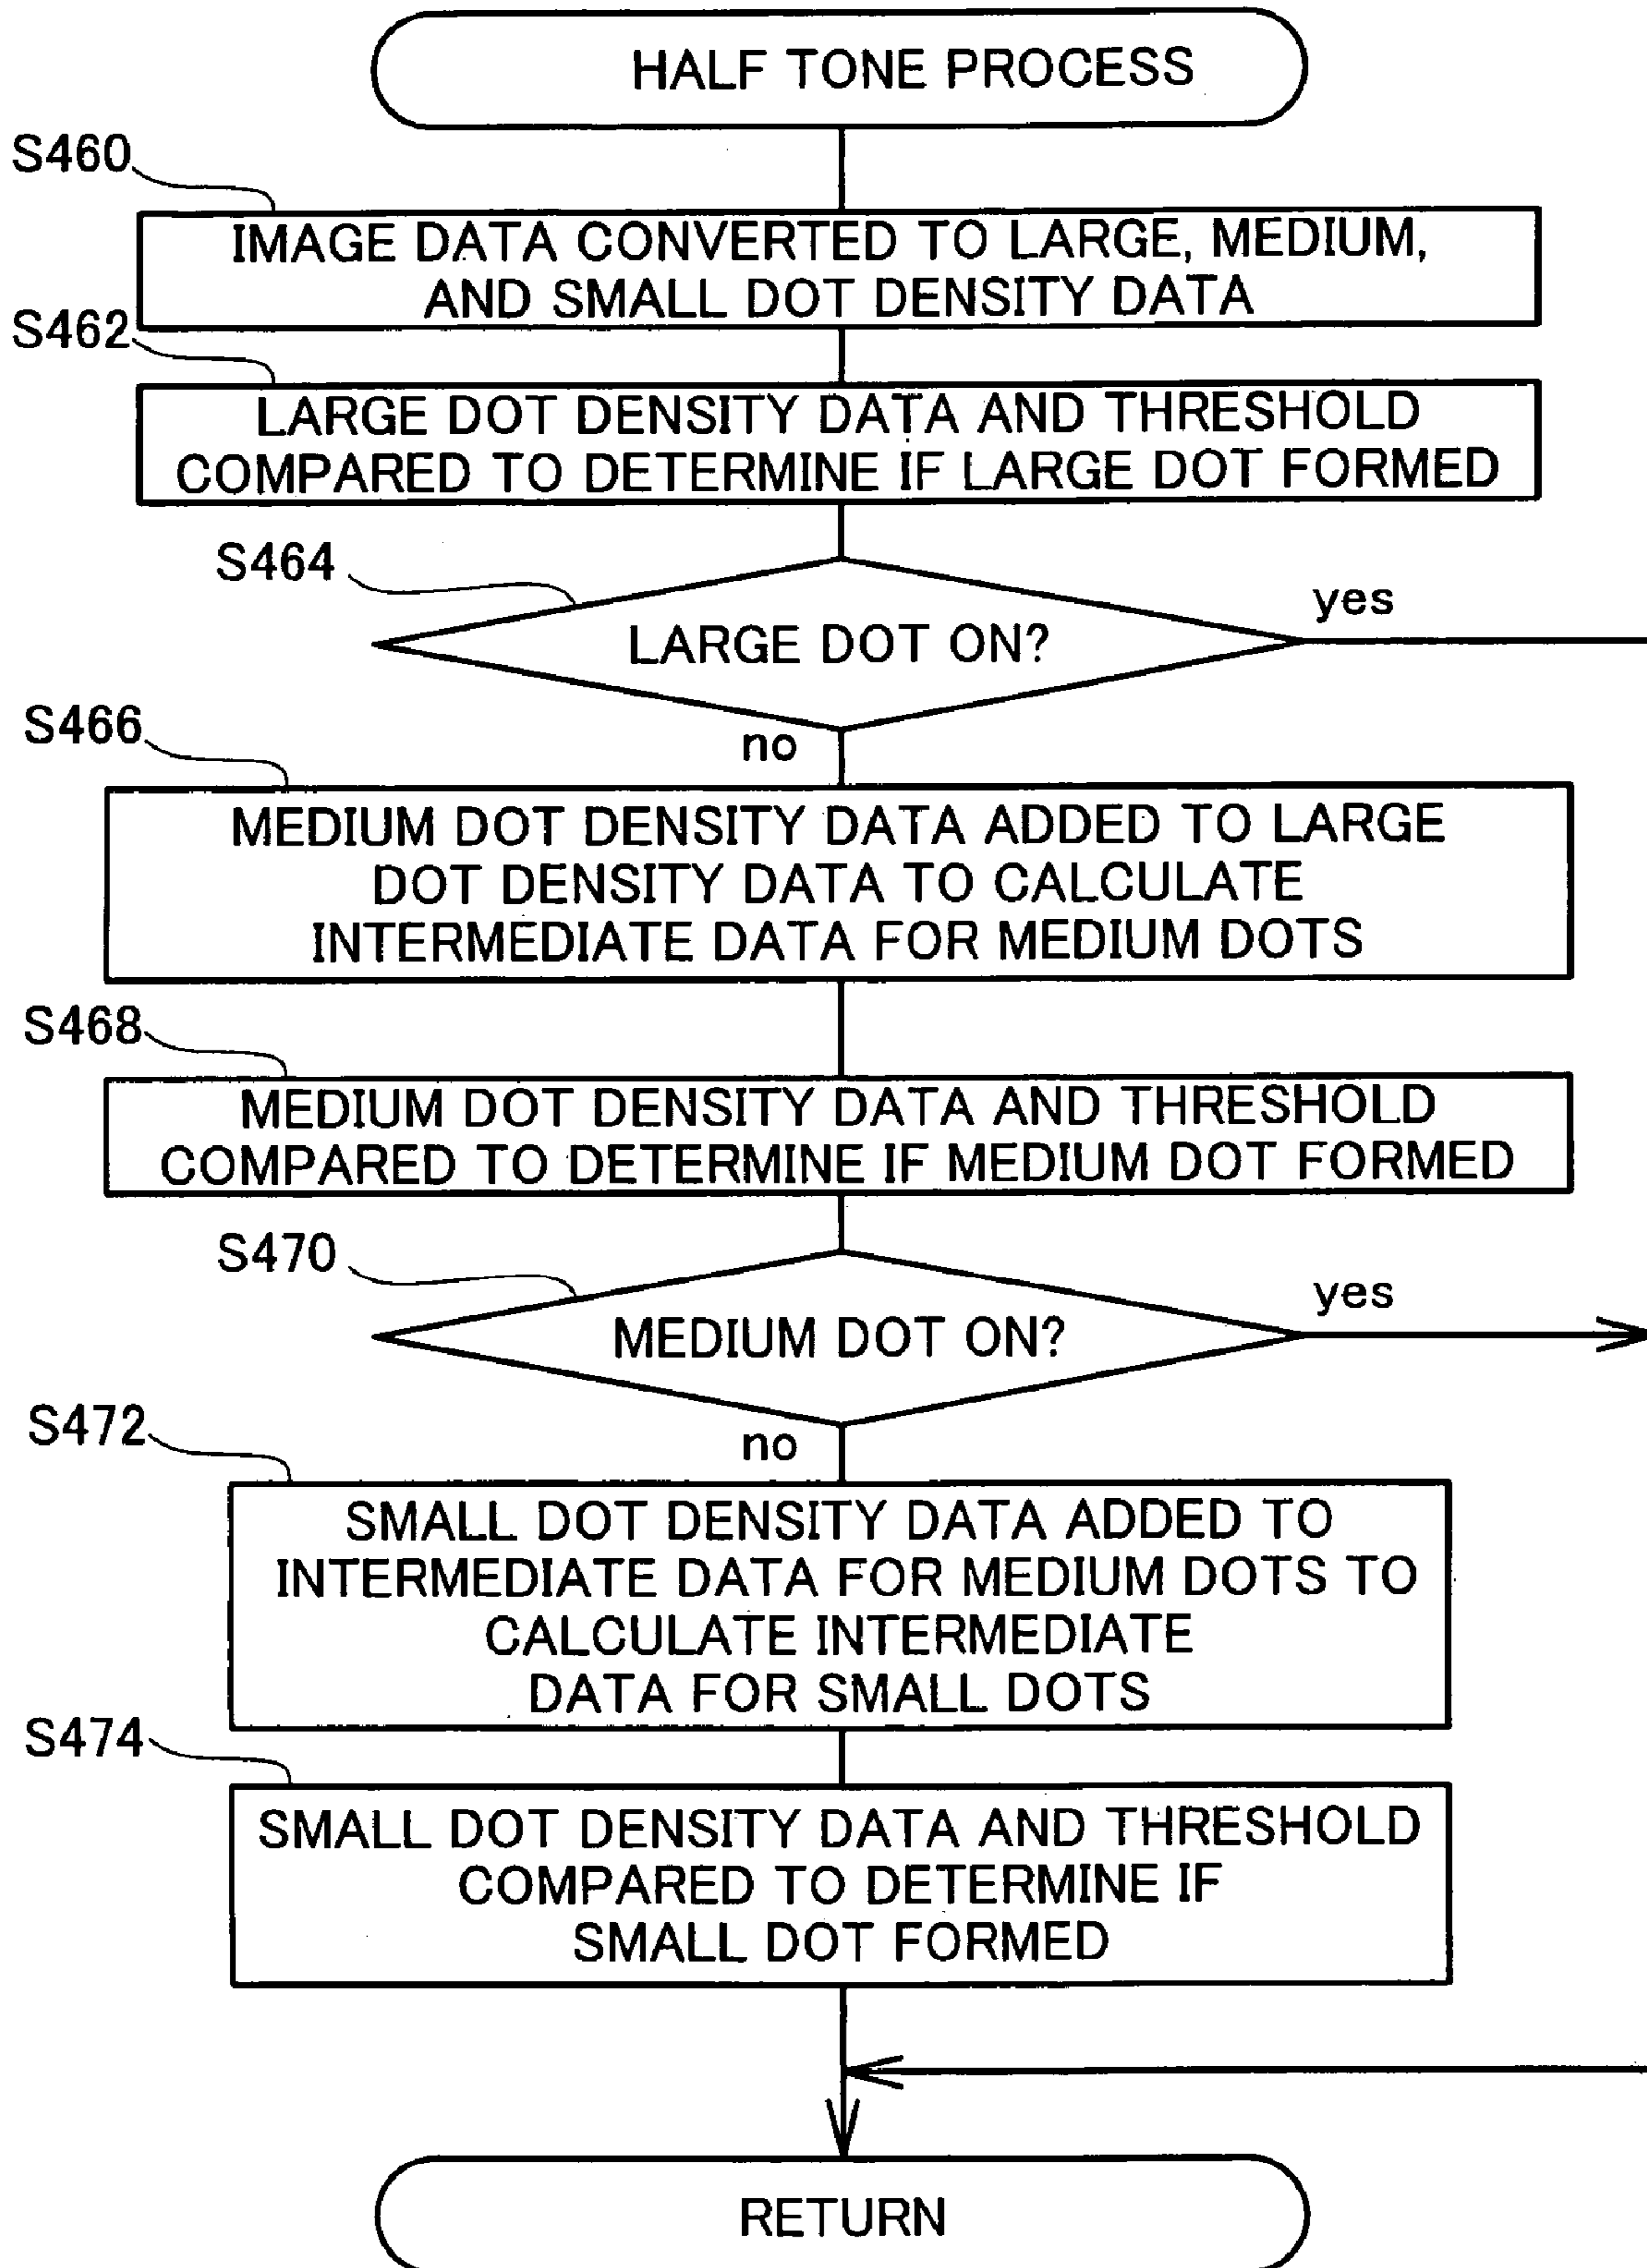 HALF TONE PROCESS
S460
IMAGE DATA CONVERTED TO LARGE, MEDIUM,
AND SMALL DOT DENSITY DATA
S462
LARGE DOT DENSITY DATA AND THRESHOLD
COMPARED TO DETERMINE IF LARGE DOT FORMED
S464
LARGE DOT ON?
yes
no
S466
MEDIUM DOT DENSITY DATA ADDED TO LARGE
DOT DENSITY DATA TO CALCULATE
INTERMEDIATE DATA FOR MEDIUM DOTS
S468
MEDIUM DOT DENSITY DATA AND THRESHOLD
COMPARED TO DETERMINE IF MEDIUM DOT FORMED
S470
MEDIUM DOT ON?
yes
no
S472
SMALL DOT DENSITY DATA ADDED TO
INTERMEDIATE DATA FOR MEDIUM DOTS TO
CALCULATE INTERMEDIATE
DATA FOR SMALL DOTS
S474
SMALL DOT DENSITY DATA AND THRESHOLD
COMPARED TO DETERMINE IF
SMALL DOT FORMED
RETURN